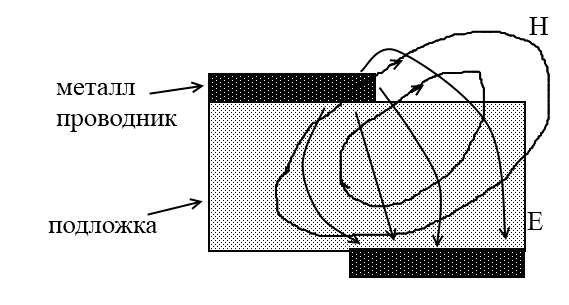 H
металл
проводник
подложка
E